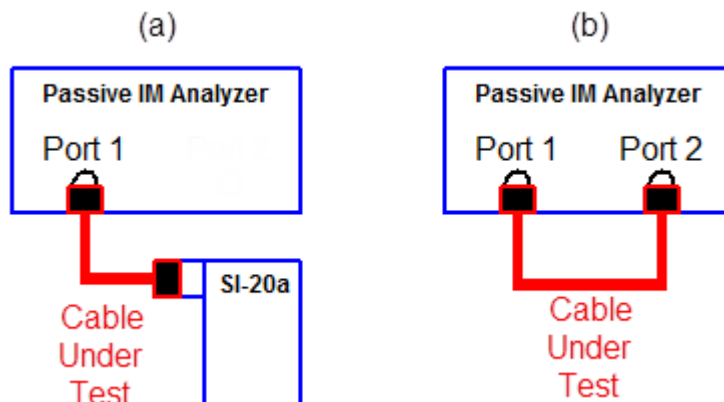 (a)
Passive IM Analyzer
Port 1
SI-20a
Cable
Under
Test
(b)
Passive IM Analyzer
Port 1 Port 2
Cable
Under
Test